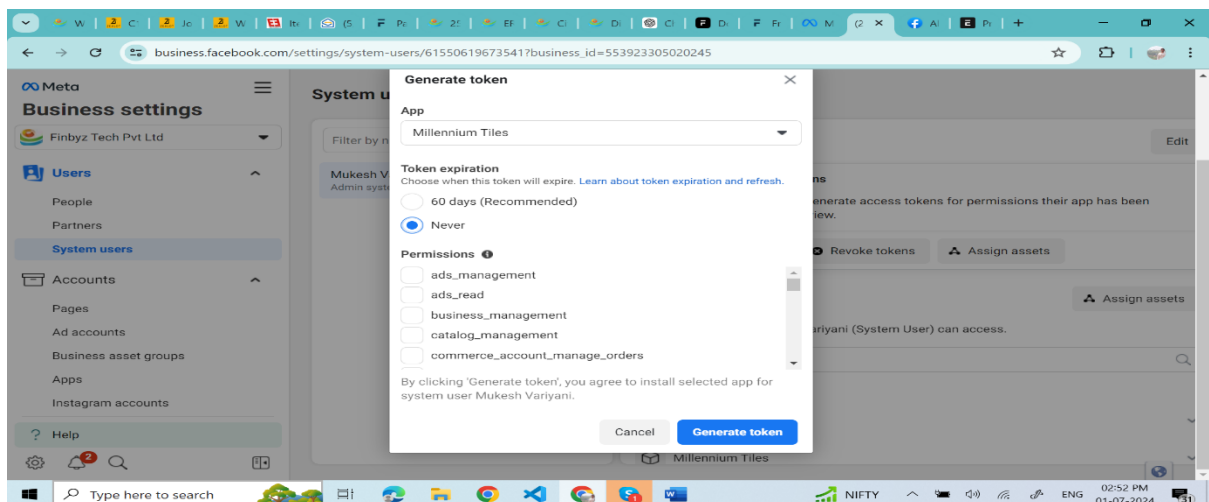 business.facebook.com/settings/system-users/61550619673541?business_id=553923305020245
Meta
Business settings
Finbyz Tech Pvt Ltd
Users
People
Partners
System users
Accounts
Pages
Ad accounts
Business asset groups
Apps
Instagram accounts
Help
2
System u
Filter by n
Mukesh V
Admin syst
Generate token
App
Millennium Tiles
Token expiration
Choose when this token will expire. Learn about token expiration and refresh.
60 days (Recommended)
Never
Permissions
ads_management
ads_read
business_management
catalog_management
commerce_account_manage_orders
By clicking 'Generate token', you agree to install selected app for
system user Mukesh Variyani.
Cancel
Generate token
Edit
ns
enerate access tokens for permissions their app has been
iew.
Revoke tokens
Assign assets
Assign assets
ariyani (System User) can access.
Millennium Tiles
Type here to search
NIFTY
ENG
02:52 PM
01-07-2024